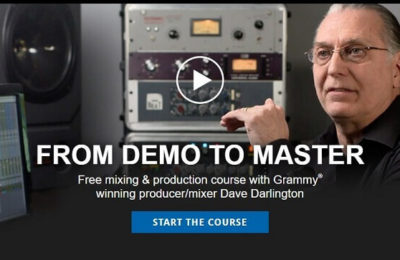 FROM DEMO TO MASTER
Free mixing & production course with Grammy®
winning producer/mixer Dave Darlington
START THE COURSE